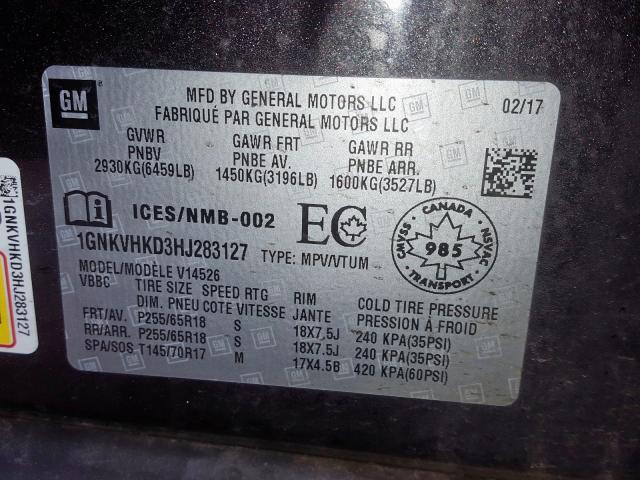 GM
MFD BY GENERAL MOTORS LLC
FABRIQUÉ PAR GENERAL MOTORS LLC
02/17
GVWR GAWR FRT GAWR RR
PNBV PNBE AV. PNBE ARR.
2930KG(6459LB) 1450KG(3196LB) 1600KG(3527LB)
ICES/NMB-002 EC
1GNKVHKD3HJ283127 TYPE: MPV/VTUM
CANADA
CMVSS 985 NSVAC
TRANSPORT
MODEL/MODÈLE V14526
VBBC TIRE SIZE SPEED RTG RIM COLD TIRE PRESSURE
DIM. PNEU COTE VITESSE JANTE PRESSION À FROID
FRT/AV. P255/65R18 S 18X7,5J 240 KPA(35PSI)
RR/ARR. P255/65R18 S 18X7,5J 240 KPA(35PSI)
SPA/SOS T145/70R17 M 17X4.5B 420 KPA(60PSI)
1GNKVHKD3HJ283127